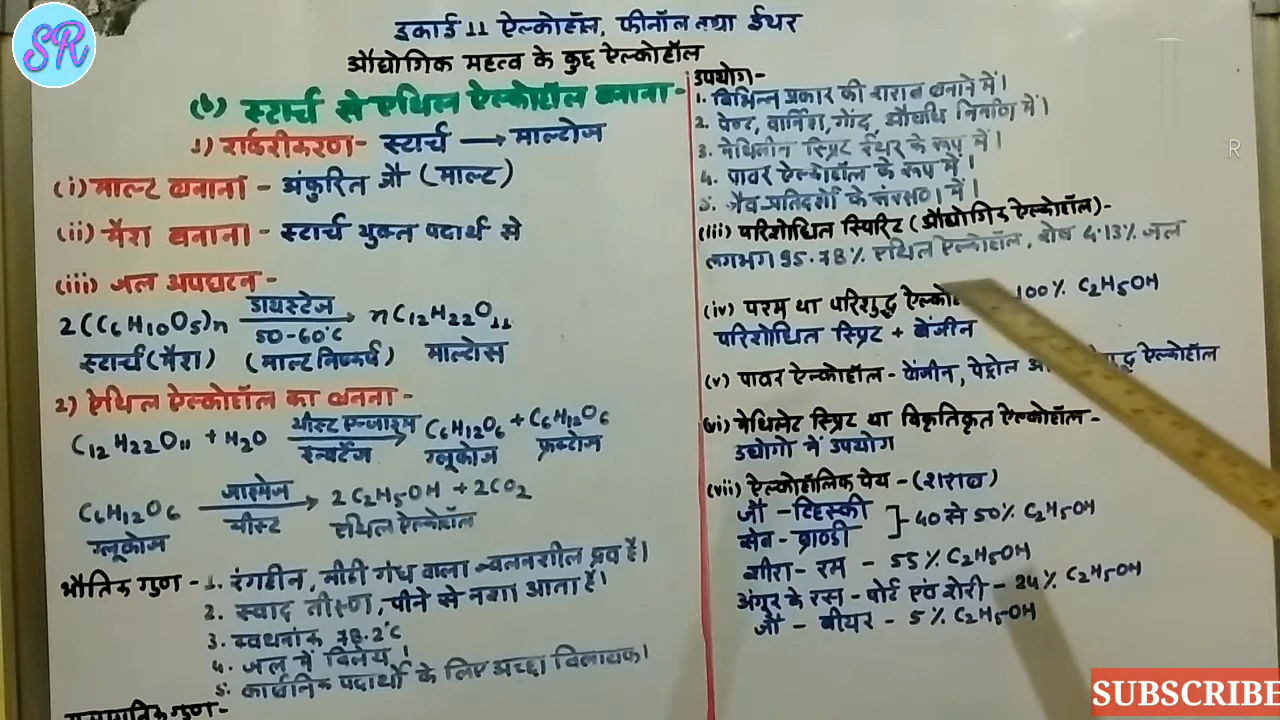 SR
इकाई 11 ऐल्कोहॉल, फीनॉल तथा ईथर
औद्योगिक महत्व के कुछ ऐल्कोहॉल
(b) स्टार्च से एथिल ऐल्कोहॉल बनाना-
1) शर्करीकरण- स्टार्च ⟶ माल्टोज
(i) माल्ट बनाना - अंकुरित जौ (माल्ट)
(ii) मैश बनाना- स्टार्च युक्त पदार्थ से
(iii) जल अपघटन-
डायस्टेज
2(C6H10O5)n ⟶ nC12H22O11
50-60°C
स्टार्च(मैश) (माल्ट निष्कर्ष) माल्टोस
2) ऐथिल ऐल्कोहॉल का बनना-
यीस्ट एन्जाइम
C12H22O11 + H2O ⟶ C6H12O6 + C6H12O6
इन्वर्टेज ग्लूकोज फ्रक्टोज
जाइमेज
C6H12O6 ⟶ 2C2H5OH + 2CO2
ग्लूकोज यीस्ट एथिल ऐल्कोहॉल
भौतिक गुण - 1. रंगहीन, मीठी गंध वाला ज्वलनशील द्रव है।
2. स्वाद तीक्ष्ण, पीने से नशा आता है।
3. क्वथनांक 78.2°C
4. जल में विलेय।
5. कार्बनिक पदार्थों के लिए अच्छा विलायक।
रासायनिक गुण-
उपयोग-
1. विभिन्न प्रकार की शराब बनाने में।
2. पेन्ट, वार्निश, गोंद, औषधि निर्माण में।
3. मेथिलीन स्प्रिट ईंधर के रूप में।
4. पावर ऐल्कोहॉल के रूप में।
5. जैव प्रतिदर्शों के संरक्षण में।
(iii) परिशोधित स्पिरिट (औद्योगिक ऐल्कोहॉल)-
लगभग 95.78% एथिल ऐल्कोहॉल, शेष 4.13% जल
(iv) परम या परिशुद्ध ऐल्को 100% C2H5OH
परिशोधित स्प्रिट + बेंजीन
(v) पावर ऐल्कोहॉल - बेंजीन, पेट्रोल ऐल्कोहॉल
(vi) मेथिलेट स्प्रिट या विकृतिकृत ऐल्कोहॉल-
उद्योगो में उपयोग
(vii) ऐल्कोहॉलिक पेय - (शराब)
जौ - व्हिस्की
सेब - ब्राण्डी ]- 40 से 50% C2H5OH
शीरा - रम - 55% C2H5OH
अंगूर के रस - पोर्ट एवं शेरी - 24% C2H5OH
जौ - बीयर - 5% C2H5OH
R
SUBSCRIBE